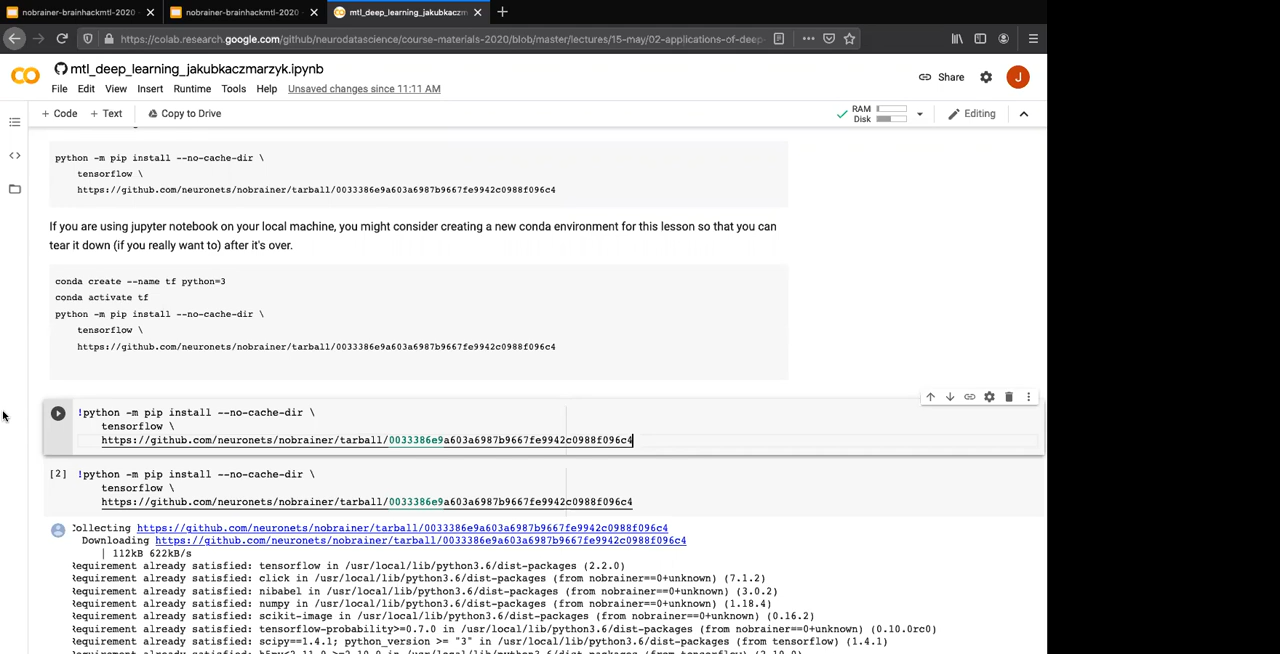 nobrainer-brainhackmtl-2020
nobrainer-brainhackmtl-2020
mtl_deep_learning_jakubkaczm
https://colab.research.google.com/github/neurodatascience/course-materials-2020/blob/master/lectures/15-may/02-applications-of-deep-
mtl_deep_learning_jakubkaczmarzyk.ipynb
Share
J
File Edit View Insert Runtime Tools Help Unsaved changes since 11:11 AM
+ Code + Text Copy to Drive
RAM
Disk
Editing
python -m pip install --no-cache-dir \
tensorflow \
https://github.com/neuronets/nobrainer/tarball/0033386e9a603a6987b9667fe9942c0988f096c4
If you are using jupyter notebook on your local machine, you might consider creating a new conda environment for this lesson so that you can
tear it down (if you really want to) after it's over.
conda create --name tf python=3
conda activate tf
python -m pip install --no-cache-dir \
tensorflow \
https://github.com/neuronets/nobrainer/tarball/0033386e9a603a6987b9667fe9942c0988f096c4
!python -m pip install --no-cache-dir \
tensorflow \
https://github.com/neuronets/nobrainer/tarball/0033386e9a603a6987b9667fe9942c0988f096c4
[2] !python -m pip install --no-cache-dir \
tensorflow \
https://github.com/neuronets/nobrainer/tarball/0033386e9a603a6987b9667fe9942c0988f096c4
Collecting https://github.com/neuronets/nobrainer/tarball/0033386e9a603a6987b9667fe9942c0988f096c4
Downloading https://github.com/neuronets/nobrainer/tarball/0033386e9a603a6987b9667fe9942c0988f096c4
| 112kB 622kB/s
Requirement already satisfied: tensorflow in /usr/local/lib/python3.6/dist-packages (2.2.0)
Requirement already satisfied: click in /usr/local/lib/python3.6/dist-packages (from nobrainer==0+unknown) (7.1.2)
Requirement already satisfied: nibabel in /usr/local/lib/python3.6/dist-packages (from nobrainer==0+unknown) (3.0.2)
Requirement already satisfied: numpy in /usr/local/lib/python3.6/dist-packages (from nobrainer==0+unknown) (1.18.4)
Requirement already satisfied: scikit-image in /usr/local/lib/python3.6/dist-packages (from nobrainer==0+unknown) (0.16.2)
Requirement already satisfied: tensorflow-probability>=0.7.0 in /usr/local/lib/python3.6/dist-packages (from nobrainer==0+unknown) (0.10.0rc0)
Requirement already satisfied: scipy==1.4.1; python_version >= "3" in /usr/local/lib/python3.6/dist-packages (from tensorflow) (1.4.1)